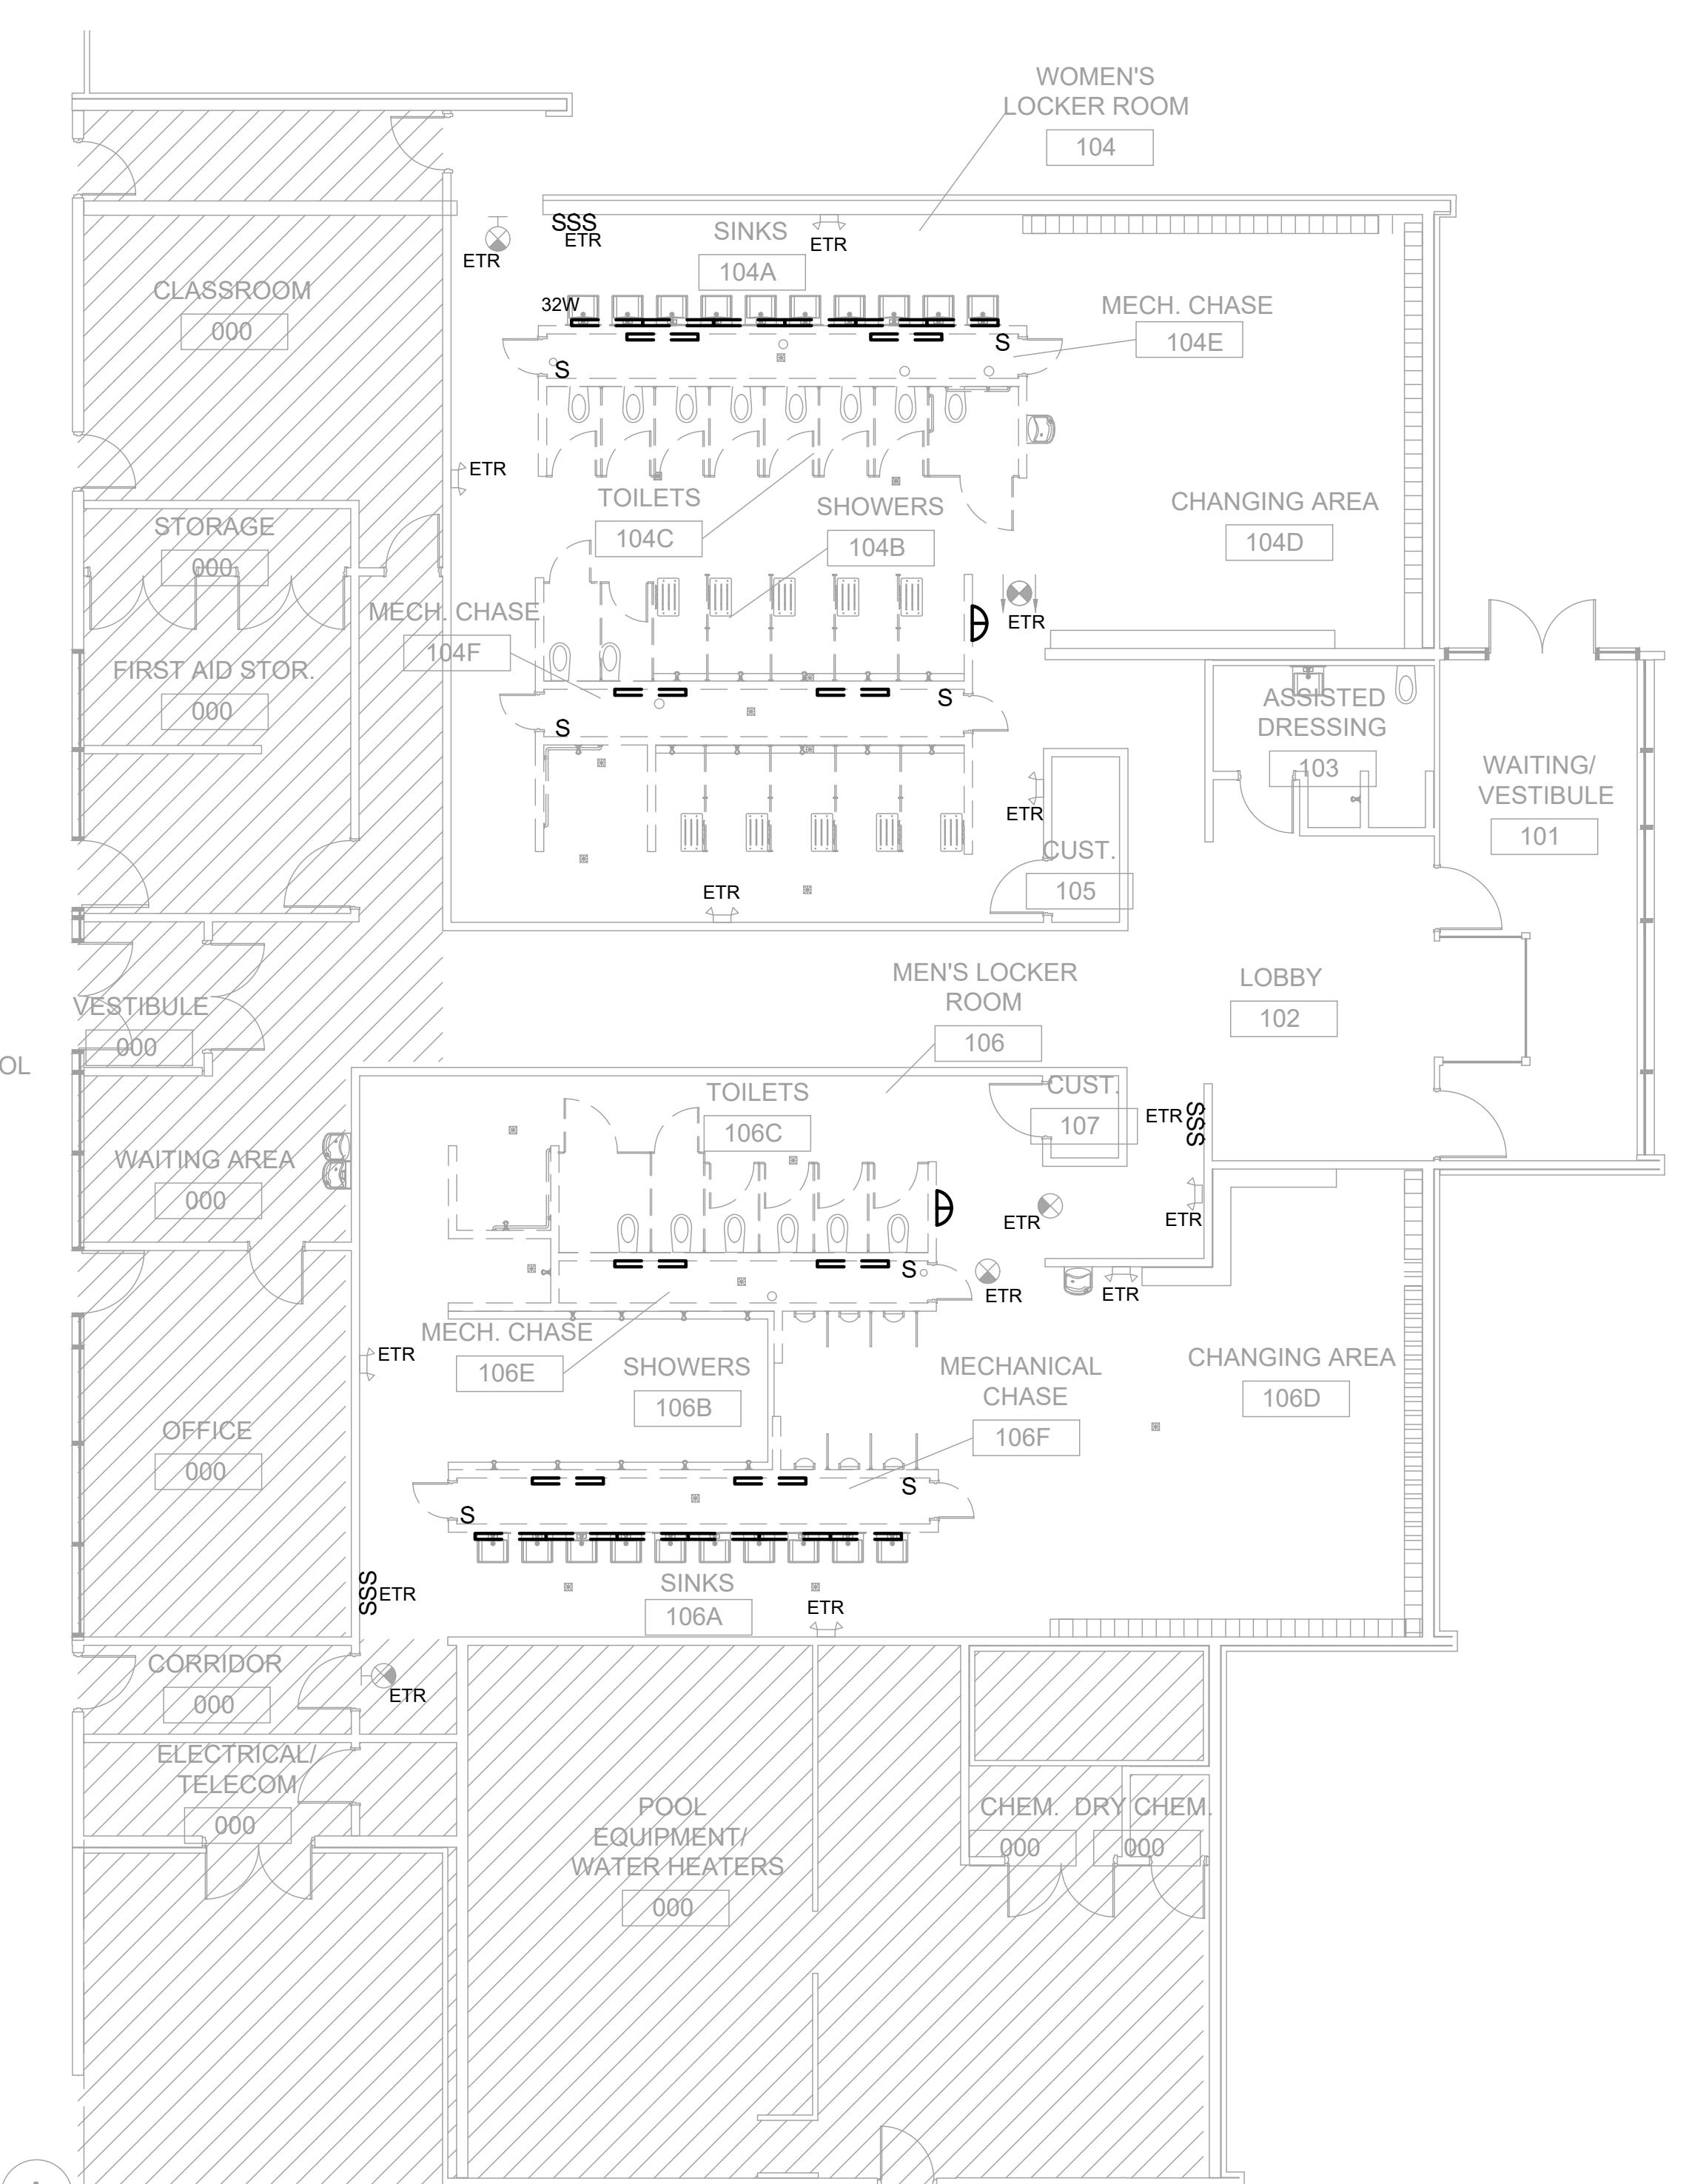 WOMEN'S
LOCKER ROOM
104
SSS
ETR
ETR
SINKS
104A
ETR
CLASSROOM
000
32W
MECH. CHASE
104E
S
S
ETR
TOILETS
104C
SHOWERS
104B
CHANGING AREA
104D
STORAGE
000
MECH. CHASE
104F
ETR
FIRST AID STOR.
000
S
S
ASSISTED
DRESSING
103
WAITING/
VESTIBULE
101
ETR
CUST.
105
ETR
MEN'S LOCKER
ROOM
106
LOBBY
102
VESTIBULE
000
OL
TOILETS
106C
CUST.
107
ETR
SSS
WAITING AREA
000
ETR
ETR
S
ETR
ETR
MECH. CHASE
106E
ETR
SHOWERS
106B
MECHANICAL
CHASE
106F
CHANGING AREA
106D
OFFICE
000
S
S
SSS
ETR
SINKS
106A
ETR
CORRIDOR
000
ETR
ELECTRICAL/
TELECOM
000
POOL
EQUIPMENT/
WATER HEATERS
000
CHEM.
000
DRY CHEM.
000